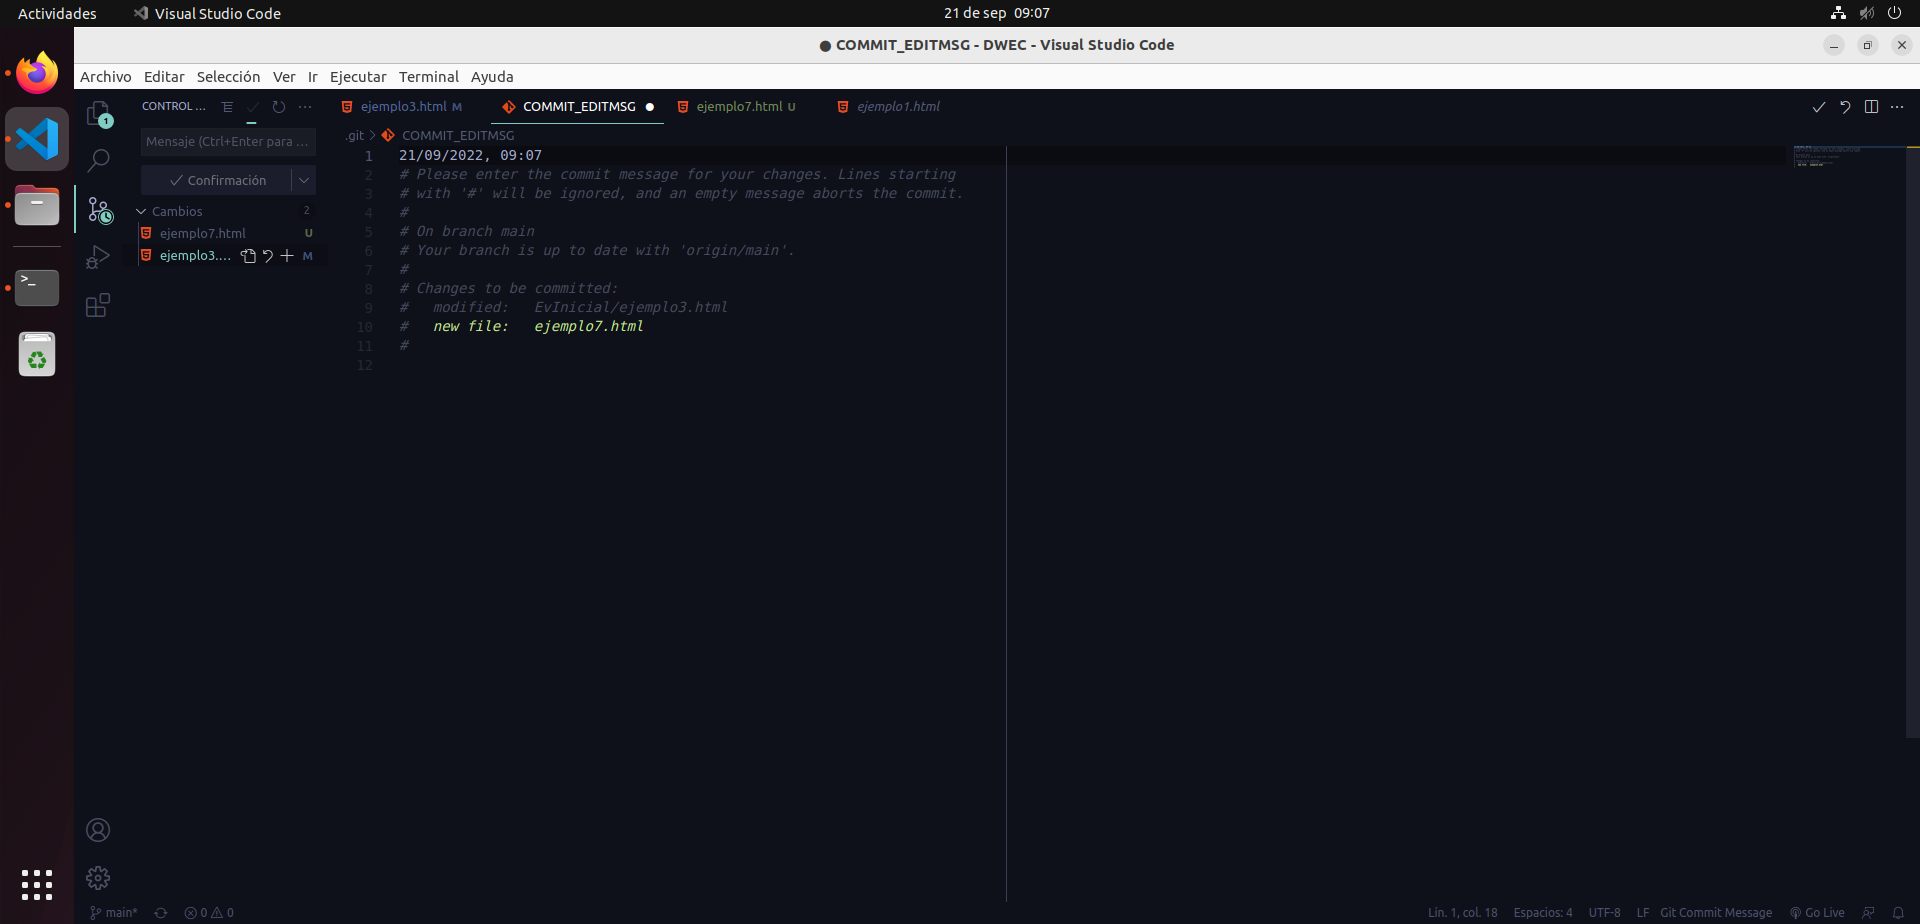 Actividades Visual Studio Code 21 de sep 09:07
COMMIT_EDITMSG - DWEC - Visual Studio Code
Archivo Editar Selección Ver Ir Ejecutar Terminal Ayuda
CONTROL ...
ejemplo3.html M COMMIT_EDITMSG ejemplo7.html U ejemplo1.html
1
.git > COMMIT_EDITMSG
Mensaje (Ctrl+Enter para ...
Confirmación
Cambios 2
ejemplo7.html U
ejemplo3.... M
1 21/09/2022, 09:07
2 # Please enter the commit message for your changes. Lines starting
3 # with '#' will be ignored, and an empty message aborts the commit.
4 #
5 # On branch main
6 # Your branch is up to date with 'origin/main'.
7 #
8 # Changes to be committed:
9 # modified: EvInicial/ejemplo3.html
10 # new file: ejemplo7.html
11 #
12
main* 0 0 Lín. 1, col. 18 Espacios: 4 UTF-8 LF Git Commit Message Go Live